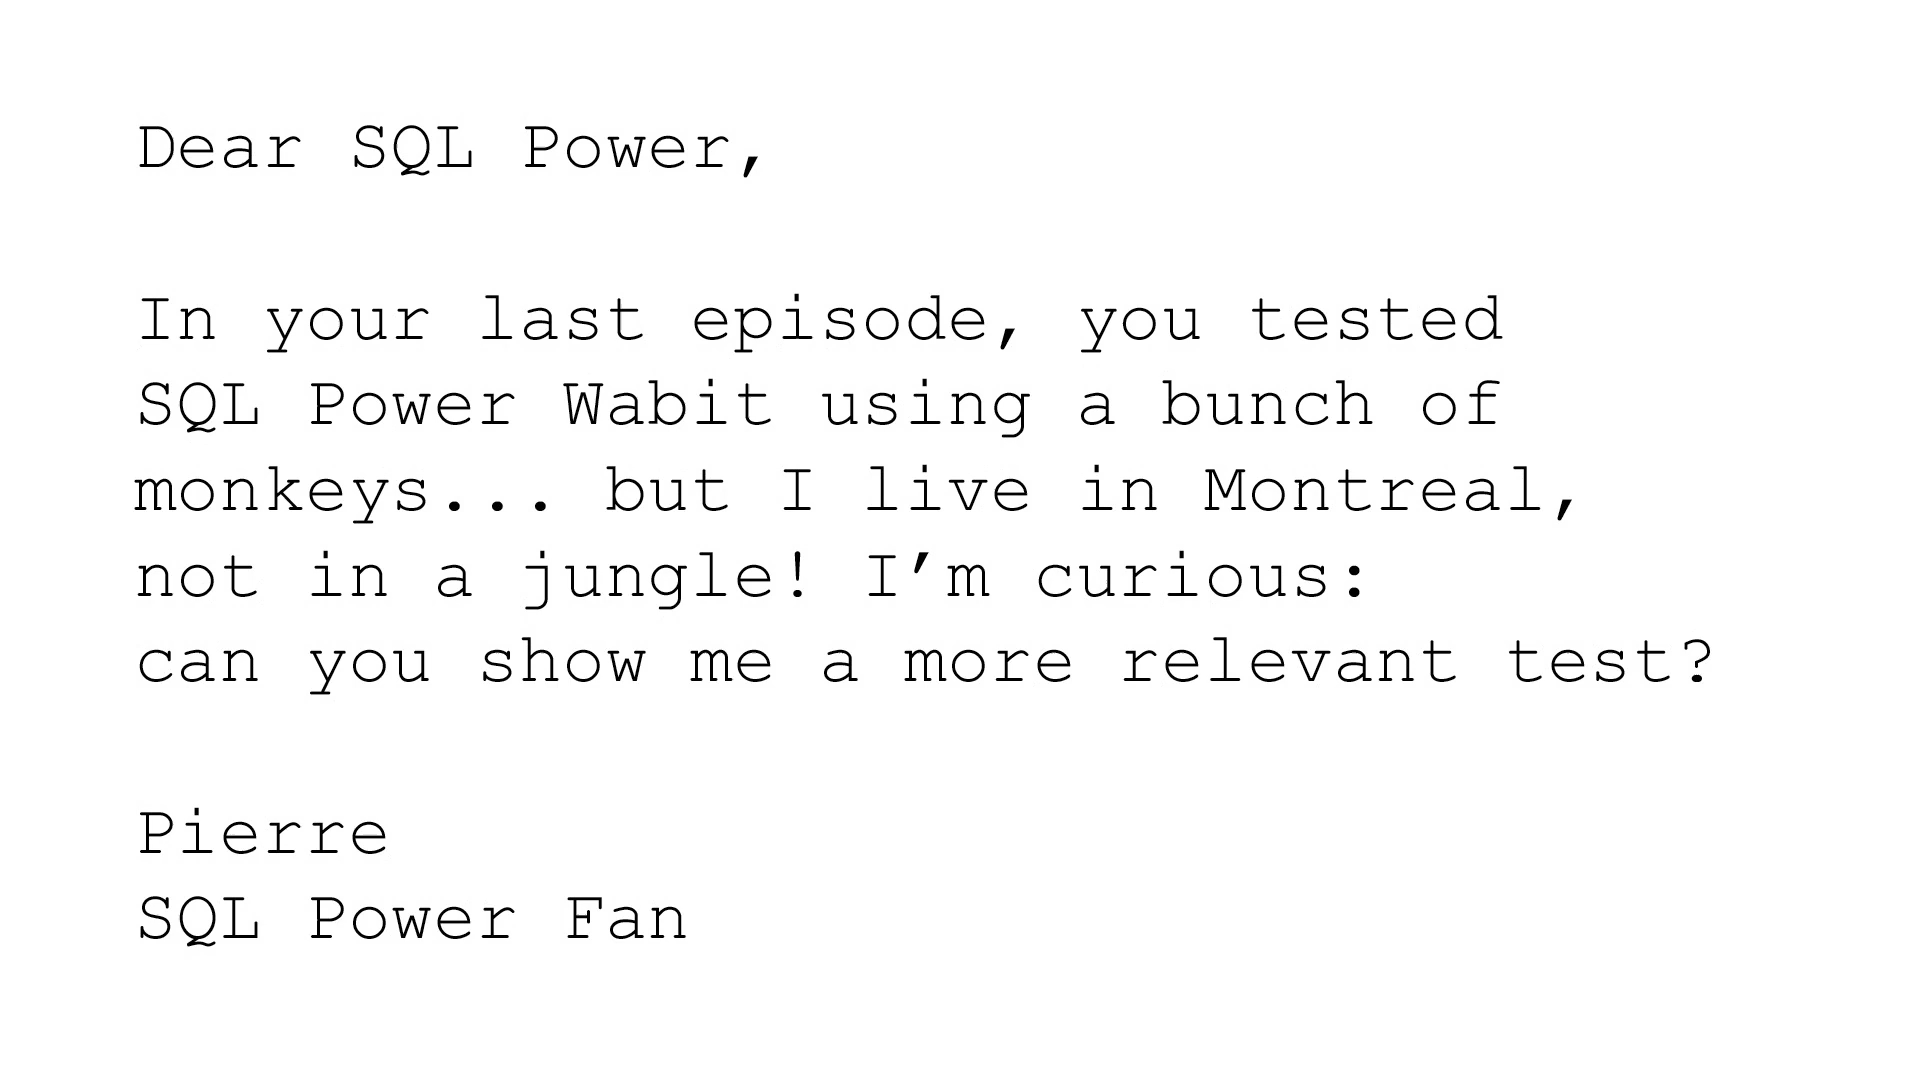 Dear SQL Power,
In your last episode, you tested
SQL Power Wabit using a bunch of
monkeys... but I live in Montreal,
not in a jungle! I’m curious:
can you show me a more relevant test?
Pierre
SQL Power Fan